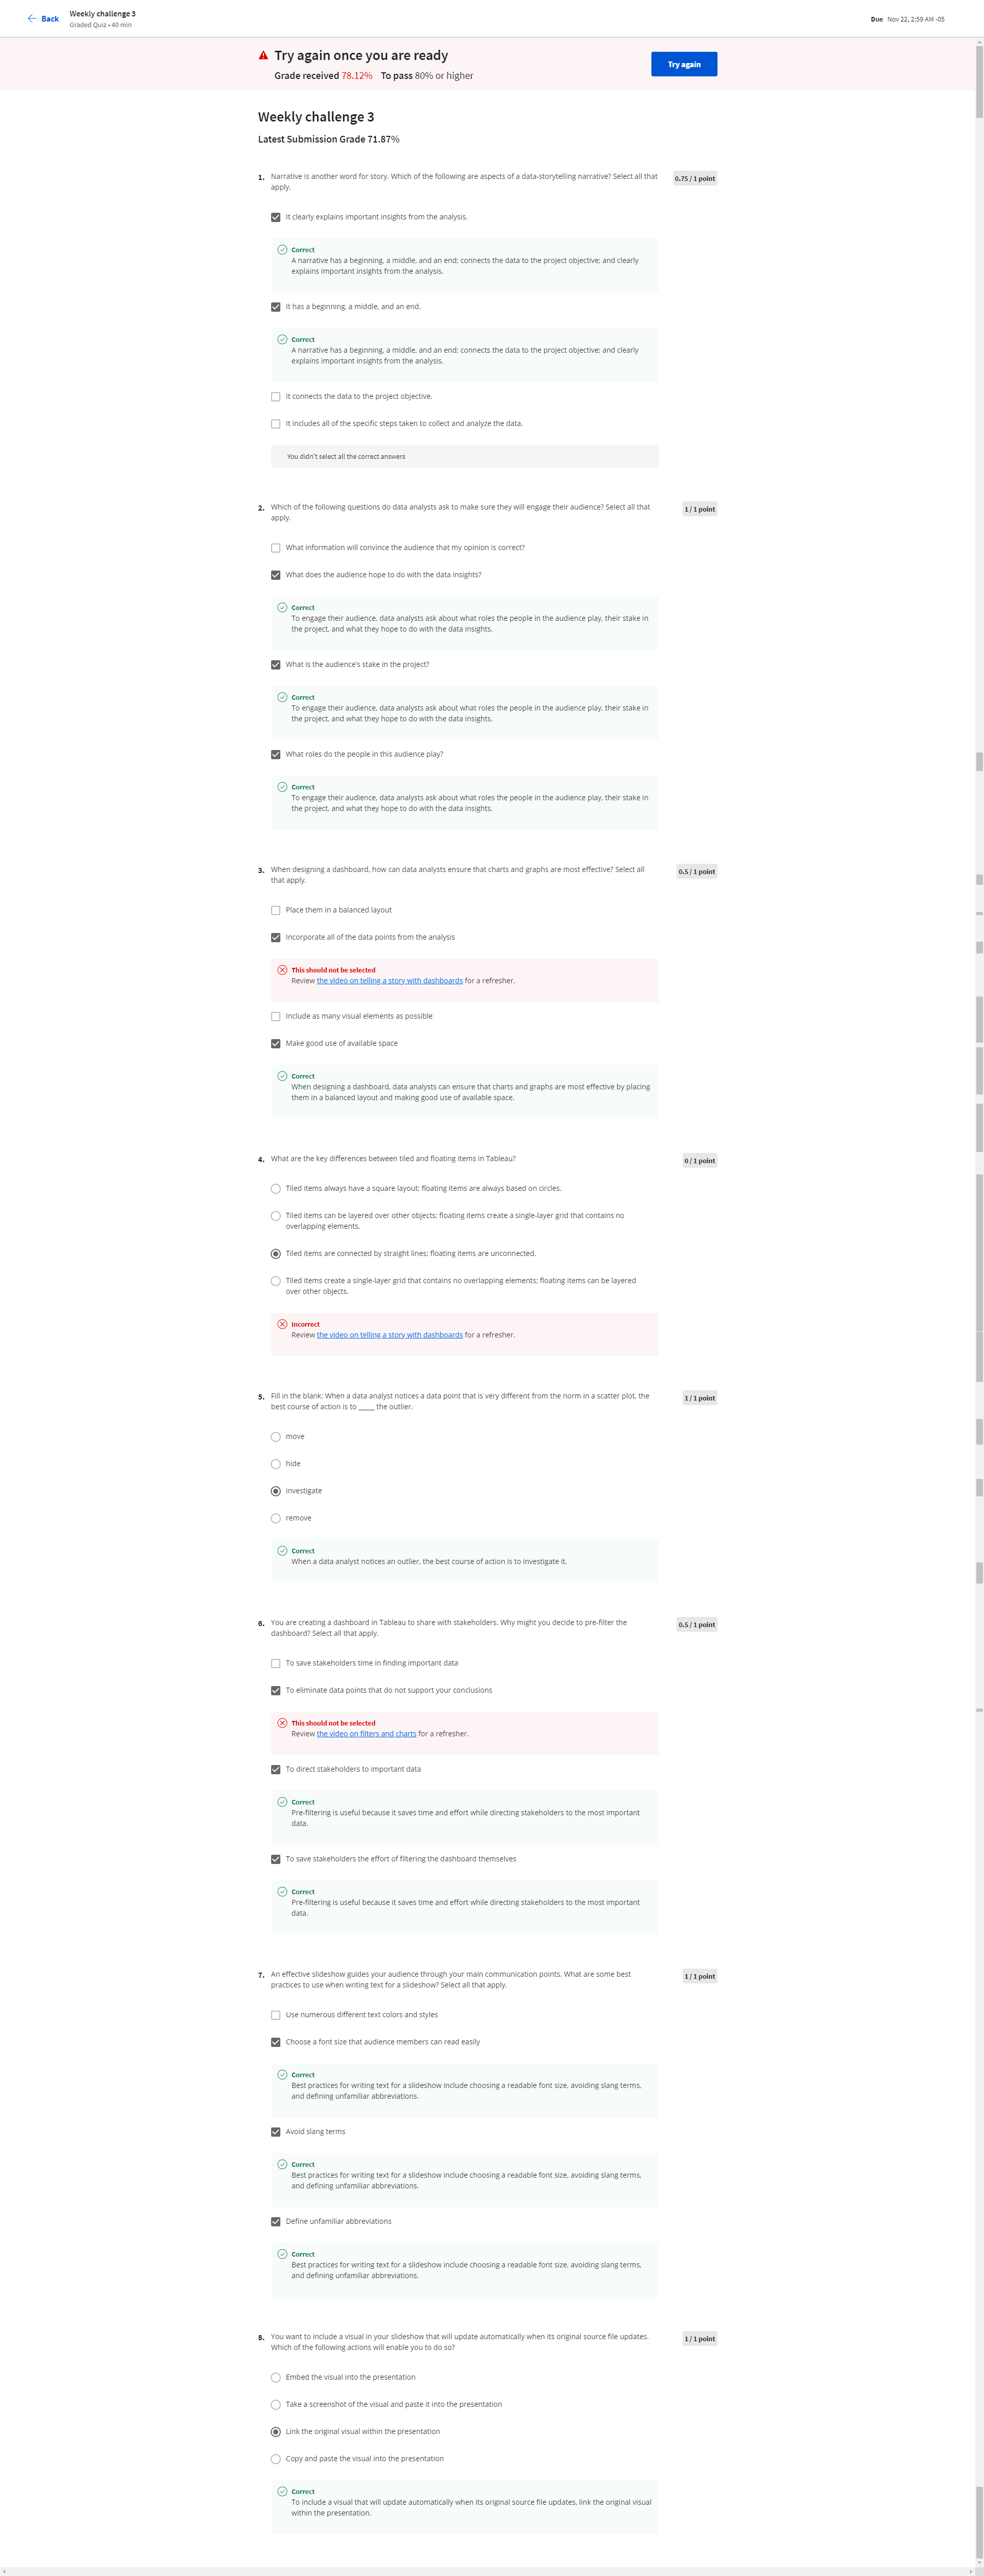 Back
Weekly challenge 3
Graded Quiz • 40 min
Due Nov 22, 2:59 AM -05
Try again once you are ready
Grade received 78.12% To pass 80% or higher
Try again
Weekly challenge 3
Latest Submission Grade 71.87%
1. Narrative is another word for story. Which of the following are aspects of a data-storytelling narrative? Select all that
apply.
0.75 / 1 point
It clearly explains important insights from the analysis.
Correct
A narrative has a beginning, a middle, and an end; connects the data to the project objective; and clearly
explains important insights from the analysis.
It has a beginning, a middle, and an end.
Correct
A narrative has a beginning, a middle, and an end; connects the data to the project objective; and clearly
explains important insights from the analysis.
It connects the data to the project objective.
It includes all of the specific steps taken to collect and analyze the data.
You didn't select all the correct answers
2. Which of the following questions do data analysts ask to make sure they will engage their audience? Select all that
apply.
1 / 1 point
What information will convince the audience that my opinion is correct?
What does the audience hope to do with the data insights?
Correct
To engage their audience, data analysts ask about what roles the people in the audience play, their stake in
the project, and what they hope to do with the data insights.
What is the audience's stake in the project?
Correct
To engage their audience, data analysts ask about what roles the people in the audience play, their stake in
the project, and what they hope to do with the data insights.
What roles do the people in this audience play?
Correct
To engage their audience, data analysts ask about what roles the people in the audience play, their stake in
the project, and what they hope to do with the data insights.
3. When designing a dashboard, how can data analysts ensure that charts and graphs are most effective? Select all
that apply.
0.5 / 1 point
Place them in a balanced layout
Incorporate all of the data points from the analysis
This should not be selected
Review the video on telling a story with dashboards for a refresher.
Include as many visual elements as possible
Make good use of available space
Correct
When designing a dashboard, data analysts can ensure that charts and graphs are most effective by placing
them in a balanced layout and making good use of available space.
4. What are the key differences between tiled and floating items in Tableau?
0 / 1 point
Tiled items always have a square layout; floating items are always based on circles.
Tiled items can be layered over other objects; floating items create a single-layer grid that contains no
overlapping elements.
Tiled items are connected by straight lines; floating items are unconnected.
Tiled items create a single-layer grid that contains no overlapping elements; floating items can be layered
over other objects.
Incorrect
Review the video on telling a story with dashboards for a refresher.
5. Fill in the blank: When a data analyst notices a data point that is very different from the norm in a scatter plot, the
best course of action is to _____ the outlier.
1 / 1 point
move
hide
investigate
remove
Correct
When a data analyst notices an outlier, the best course of action is to investigate it.
6. You are creating a dashboard in Tableau to share with stakeholders. Why might you decide to pre-filter the
dashboard? Select all that apply.
0.5 / 1 point
To save stakeholders time in finding important data
To eliminate data points that do not support your conclusions
This should not be selected
Review the video on filters and charts for a refresher.
To direct stakeholders to important data
Correct
Pre-filtering is useful because it saves time and effort while directing stakeholders to the most important
data.
To save stakeholders the effort of filtering the dashboard themselves
Correct
Pre-filtering is useful because it saves time and effort while directing stakeholders to the most important
data.
7. An effective slideshow guides your audience through your main communication points. What are some best
practices to use when writing text for a slideshow? Select all that apply.
1 / 1 point
Use numerous different text colors and styles
Choose a font size that audience members can read easily
Correct
Best practices for writing text for a slideshow include choosing a readable font size, avoiding slang terms,
and defining unfamiliar abbreviations.
Avoid slang terms
Correct
Best practices for writing text for a slideshow include choosing a readable font size, avoiding slang terms,
and defining unfamiliar abbreviations.
Define unfamiliar abbreviations
Correct
Best practices for writing text for a slideshow include choosing a readable font size, avoiding slang terms,
and defining unfamiliar abbreviations.
8. You want to include a visual in your slideshow that will update automatically when its original source file updates.
Which of the following actions will enable you to do so?
1 / 1 point
Embed the visual into the presentation
Take a screenshot of the visual and paste it into the presentation
Link the original visual within the presentation
Copy and paste the visual into the presentation
Correct
To include a visual that will update automatically when its original source file updates, link the original visual
within the presentation.